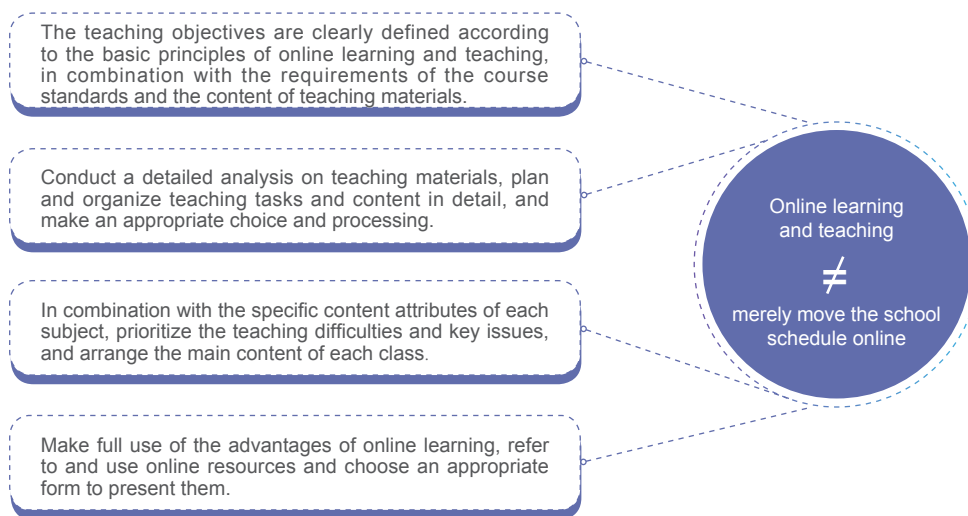 The teaching objectives are clearly defined according
to the basic principles of online learning and teaching,
in combination with the requirements of the course
standards and the content of teaching materials.
Conduct a detailed analysis on teaching materials, plan
and organize teaching tasks and content in detail, and
make an appropriate choice and processing.
In combination with the specific content attributes of each
subject, prioritize the teaching difficulties and key issues,
and arrange the main content of each class.
Make full use of the advantages of online learning, refer
to and use online resources and choose an appropriate
form to present them.
Online learning
and teaching
≠
merely move the school
schedule online